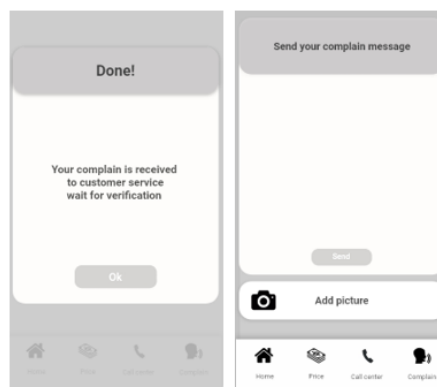 Done!
Your complain is received
to customer service
wait for verification
Ok
Home
Price
Call center
Complain
Send your complain message
Send
Add picture
Home
Price
Call center
Complain